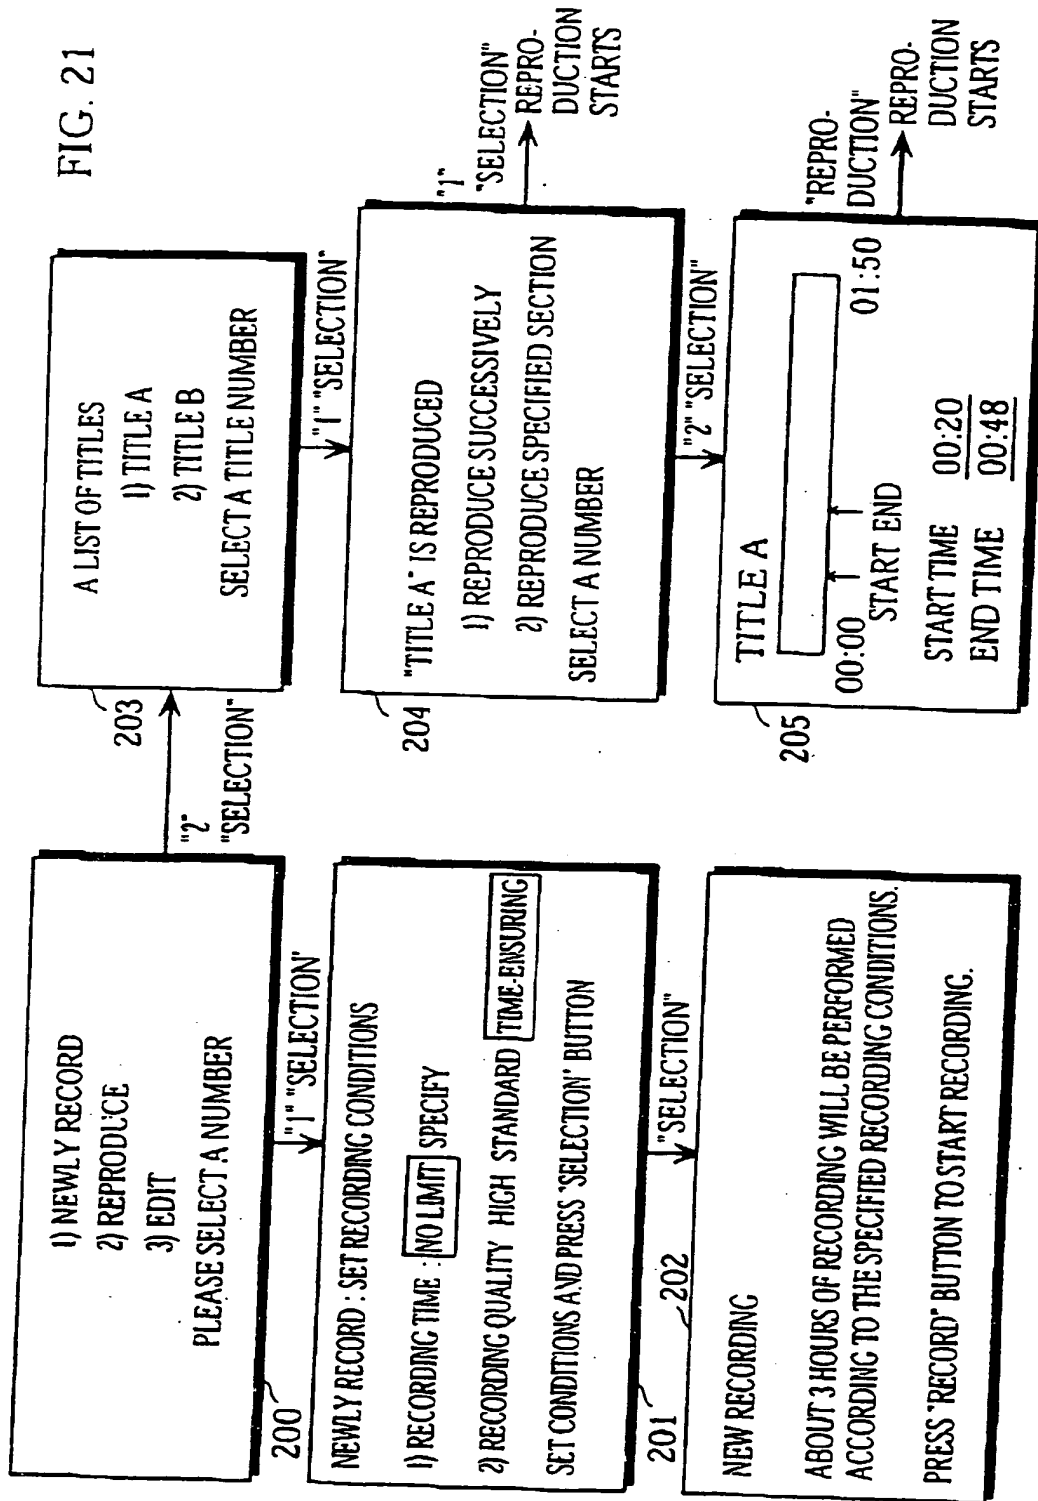 FIG. 21
1) NEWLY RECORD
2) REPRODUCE
3) EDIT
PLEASE SELECT A NUMBER
200
"1" "SELECTION"
"2"
"SELECTION"
NEWLY RECORD : SET RECORDING CONDITIONS
1) RECORDING TIME : NO LIMIT SPECIFY
2) RECORDING QUALITY HIGH STANDARD TIME-ENSURING
SET CONDITIONS AND PRESS 'SELECTION' BUTTON
201
"SELECTION"
202
NEW RECORDING
ABOUT 3 HOURS OF RECORDING WILL BE PERFORMED
ACCORDING TO THE SPECIFIED RECORDING CONDITIONS.
PRESS 'RECORD" BUTTON TO START RECORDING.
203
A LIST OF TITLES
1) TITLE A
2) TITLE B
SELECT A TITLE NUMBER
"1" "SELECTION"
204
"TITLE A" IS REPRODUCED
1) REPRODUCE SUCCESSIVELY
2) REPRODUCE SPECIFIED SECTION
SELECT A NUMBER
"1"
"SELECTION"
REPRO-
DUCTION
STARTS
"2" "SELECTION"
205
TITLE A
00:00 01:50
START END
START TIME 00:20
END TIME 00:48
"REPRO-
DUCTION"
REPRO-
DUCTION
STARTS